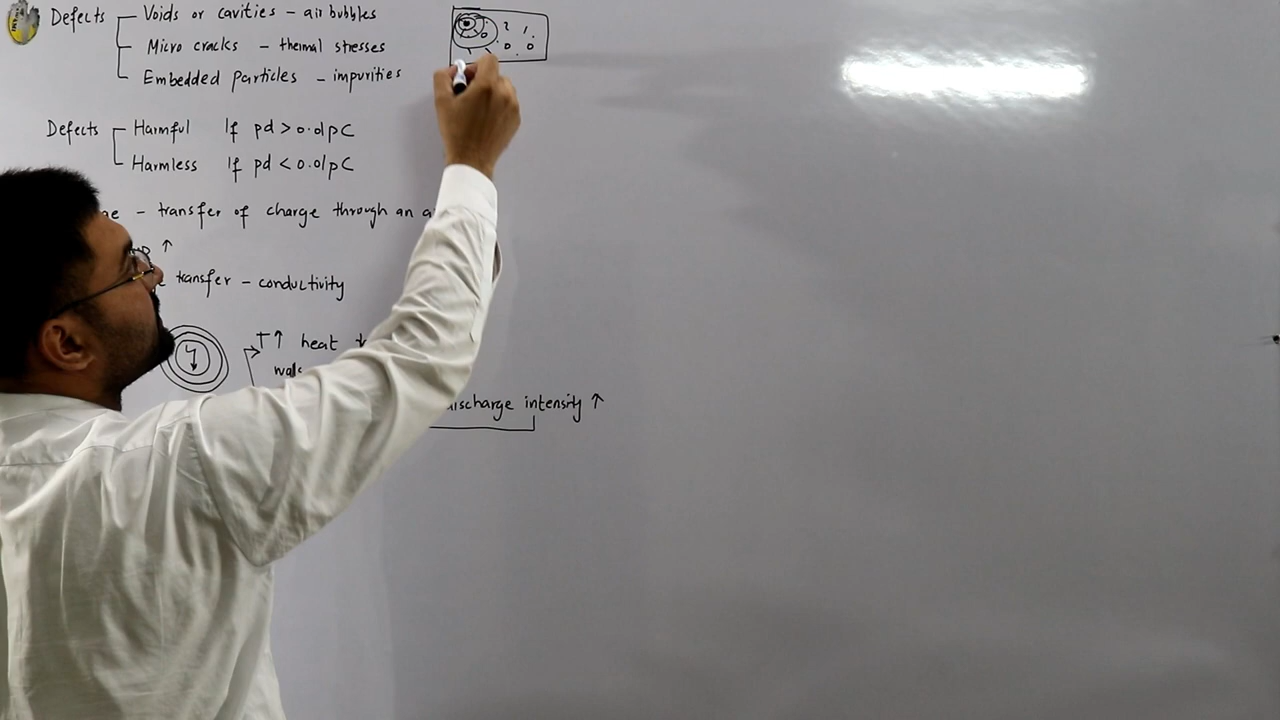 Defects Voids or cavities - air bubbles
Micro cracks - thermal stresses
Embedded particles - impurities
Defects Harmful If pd > 0.01pC
Harmless If pd < 0.01pC
- transfer of charge through an
↑
transfer - conductivity
T↑ heat
discharge intensity ↑